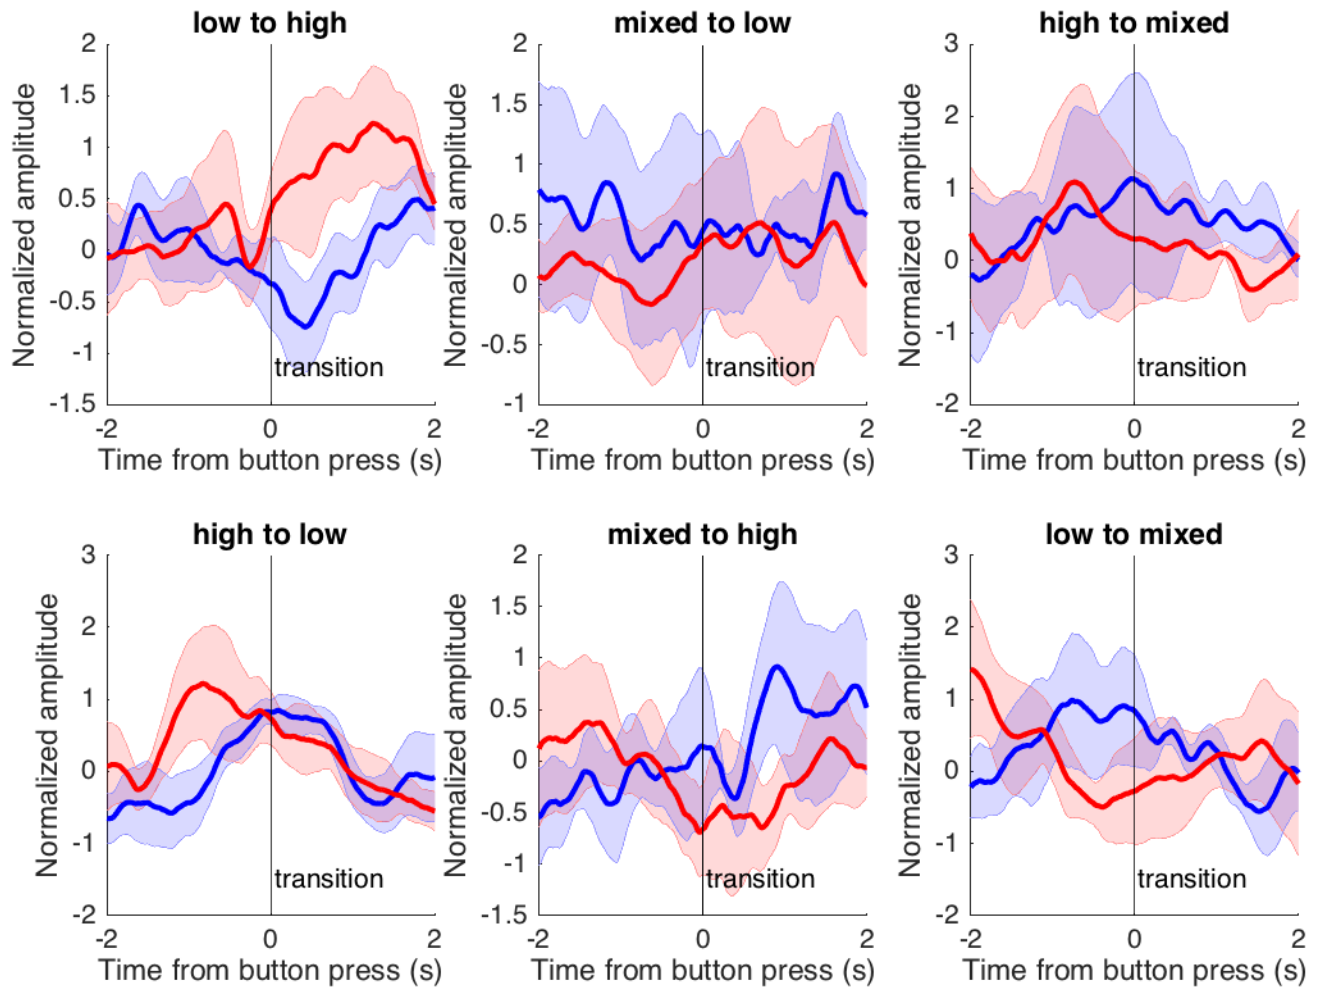 low to high
mixed to low
high to mixed
2
1.5
1
0.5
0
-0.5
-1
-1.5
Normalized amplitude
transition
-2 0 2
Time from button press (s)
2
1.5
1
0.5
0
-0.5
-1
Normalized amplitude
transition
-2 0 2
Time from button press (s)
3
2
1
0
-1
-2
Normalized amplitude
transition
-2 0 2
Time from button press (s)
high to low
mixed to high
low to mixed
3
2
1
0
-1
-2
Normalized amplitude
transition
-2 0 2
Time from button press (s)
2
1.5
1
0.5
0
-0.5
-1
-1.5
Normalized amplitude
transition
-2 0 2
Time from button press (s)
3
2
1
0
-1
-2
Normalized amplitude
transition
-2 0 2
Time from button press (s)